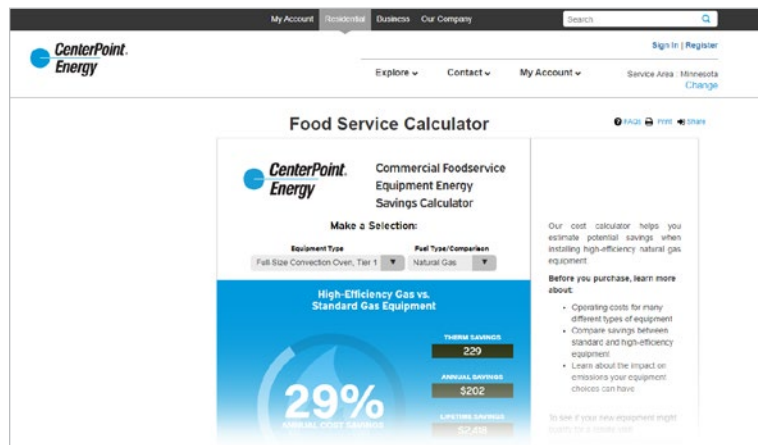 My Account Residential Business Our Company Search
CenterPoint.
Energy
Sign In | Register
Explore Contact My Account Service Area : Minnesota
Change
Food Service Calculator
FAQs Print Share
CenterPoint.
Energy
Commercial Foodservice
Equipment Energy
Savings Calculator
Make a Selection:
Equipment Type Fuel Type/Comparison
Full Size Convection Oven, Tier 1 Natural Gas
High-Efficiency Gas vs.
Standard Gas Equipment
THERM SAVINGS
229
ANNUAL SAVINGS
$202
29%
ANNUAL COST SAVINGS
LIFETIME SAVINGS
Our cost calculator helps you
estimate potential savings when
installing high-efficiency natural gas
equipment.
Before you purchase, learn more
about:
• Operating costs for many
different types of equipment
• Compare savings between
standard and high-efficiency
equipment
• Learn about the impact on
emissions your equipment
choices can have
To see if your new equipment might